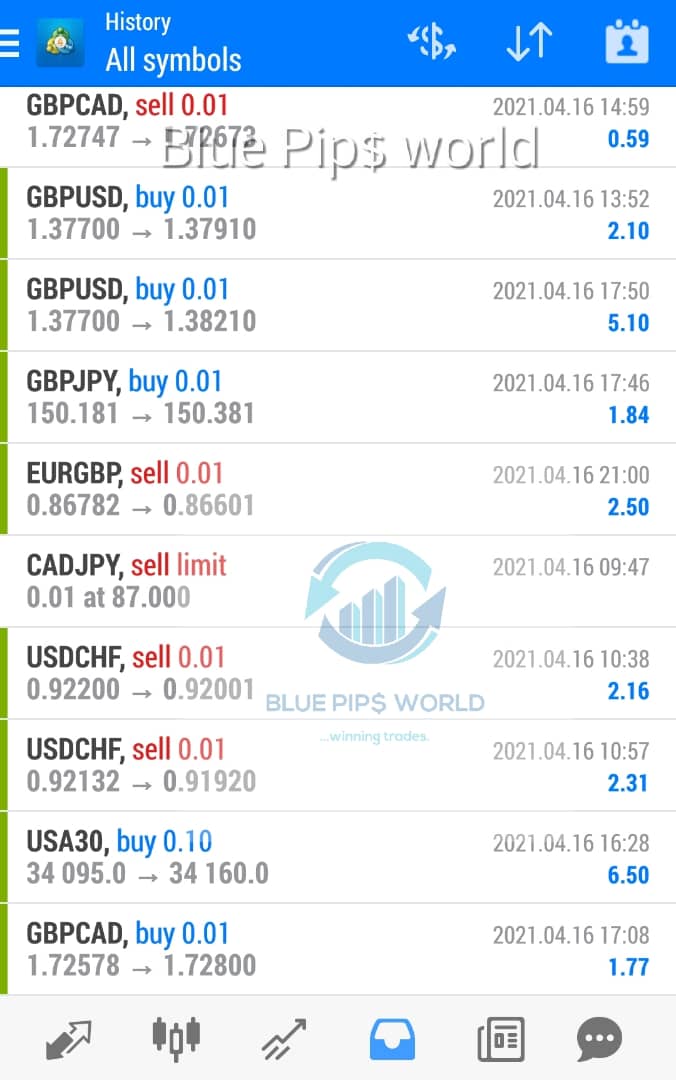 History
All symbols
GBPCAD, sell 0.01 2021.04.16 14:59
1.72747 → 1.72673 0.59
Blue Pip$ world
GBPUSD, buy 0.01 2021.04.16 13:52
1.37700 → 1.37910 2.10
GBPUSD, buy 0.01 2021.04.16 17:50
1.37700 → 1.38210 5.10
GBPJPY, buy 0.01 2021.04.16 17:46
150.181 → 150.381 1.84
EURGBP, sell 0.01 2021.04.16 21:00
0.86782 → 0.86601 2.50
CADJPY, sell limit 2021.04.16 09:47
0.01 at 87.000
USDCHF, sell 0.01 2021.04.16 10:38
0.92200 → 0.92001 2.16
BLUE PIP$ WORLD
...winning trades.
USDCHF, sell 0.01 2021.04.16 10:57
0.92132 → 0.91920 2.31
USA30, buy 0.10 2021.04.16 16:28
34 095.0 → 34 160.0 6.50
GBPCAD, buy 0.01 2021.04.16 17:08
1.72578 → 1.72800 1.77